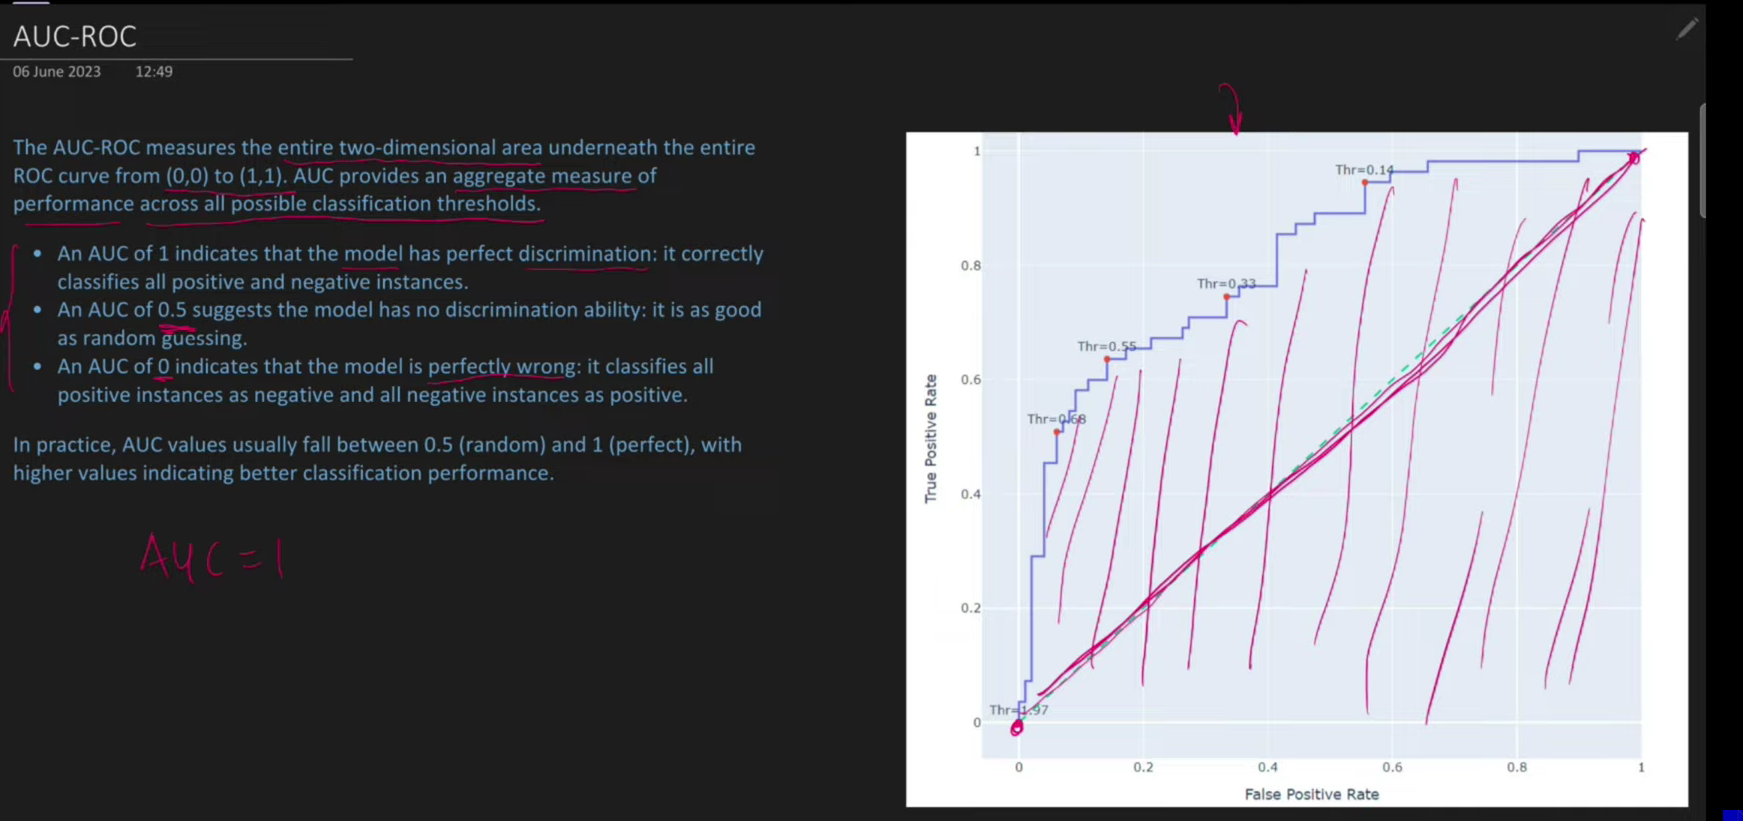 AUC-ROC
06 June 2023 12:49
The AUC-ROC measures the entire two-dimensional area underneath the entire
ROC curve from (0,0) to (1,1). AUC provides an aggregate measure of
performance across all possible classification thresholds.
• An AUC of 1 indicates that the model has perfect discrimination: it correctly
classifies all positive and negative instances.
• An AUC of 0.5 suggests the model has no discrimination ability: it is as good
as random guessing.
• An AUC of 0 indicates that the model is perfectly wrong: it classifies all
positive instances as negative and all negative instances as positive.
In practice, AUC values usually fall between 0.5 (random) and 1 (perfect), with
higher values indicating better classification performance.
AUC = 1
1
Thr=0.14
0.8
Thr=0.33
Thr=0.55
0.6
Thr=0.68
True Positive Rate
0.4
0.2
Thr=1.97
0
0 0.2 0.4 0.6 0.8 1
False Positive Rate